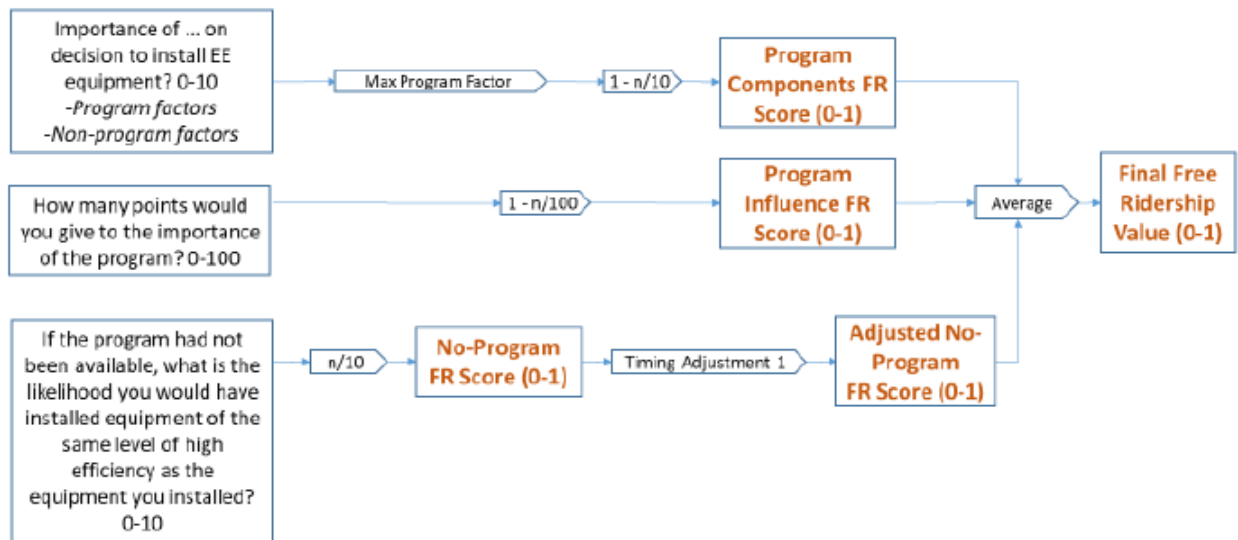 Importance of ... on
decision to install EE
equipment? 0-10
-Program factors
-Non-program factors
Max Program Factor
1 - n/10
Program
Components FR
Score (0-1)
How many points would
you give to the importance
of the program? 0-100
1 - n/100
Program
Influence FR
Score (0-1)
Average
Final Free
Ridership
Value (0-1)
If the program had not
been available, what is the
likelihood you would have
installed equipment of the
same level of high
efficiency as the
equipment you installed?
0-10
n/10
No-Program
FR Score (0-1)
Timing Adjustment 1
Adjusted No-
Program
FR Score (0-1)